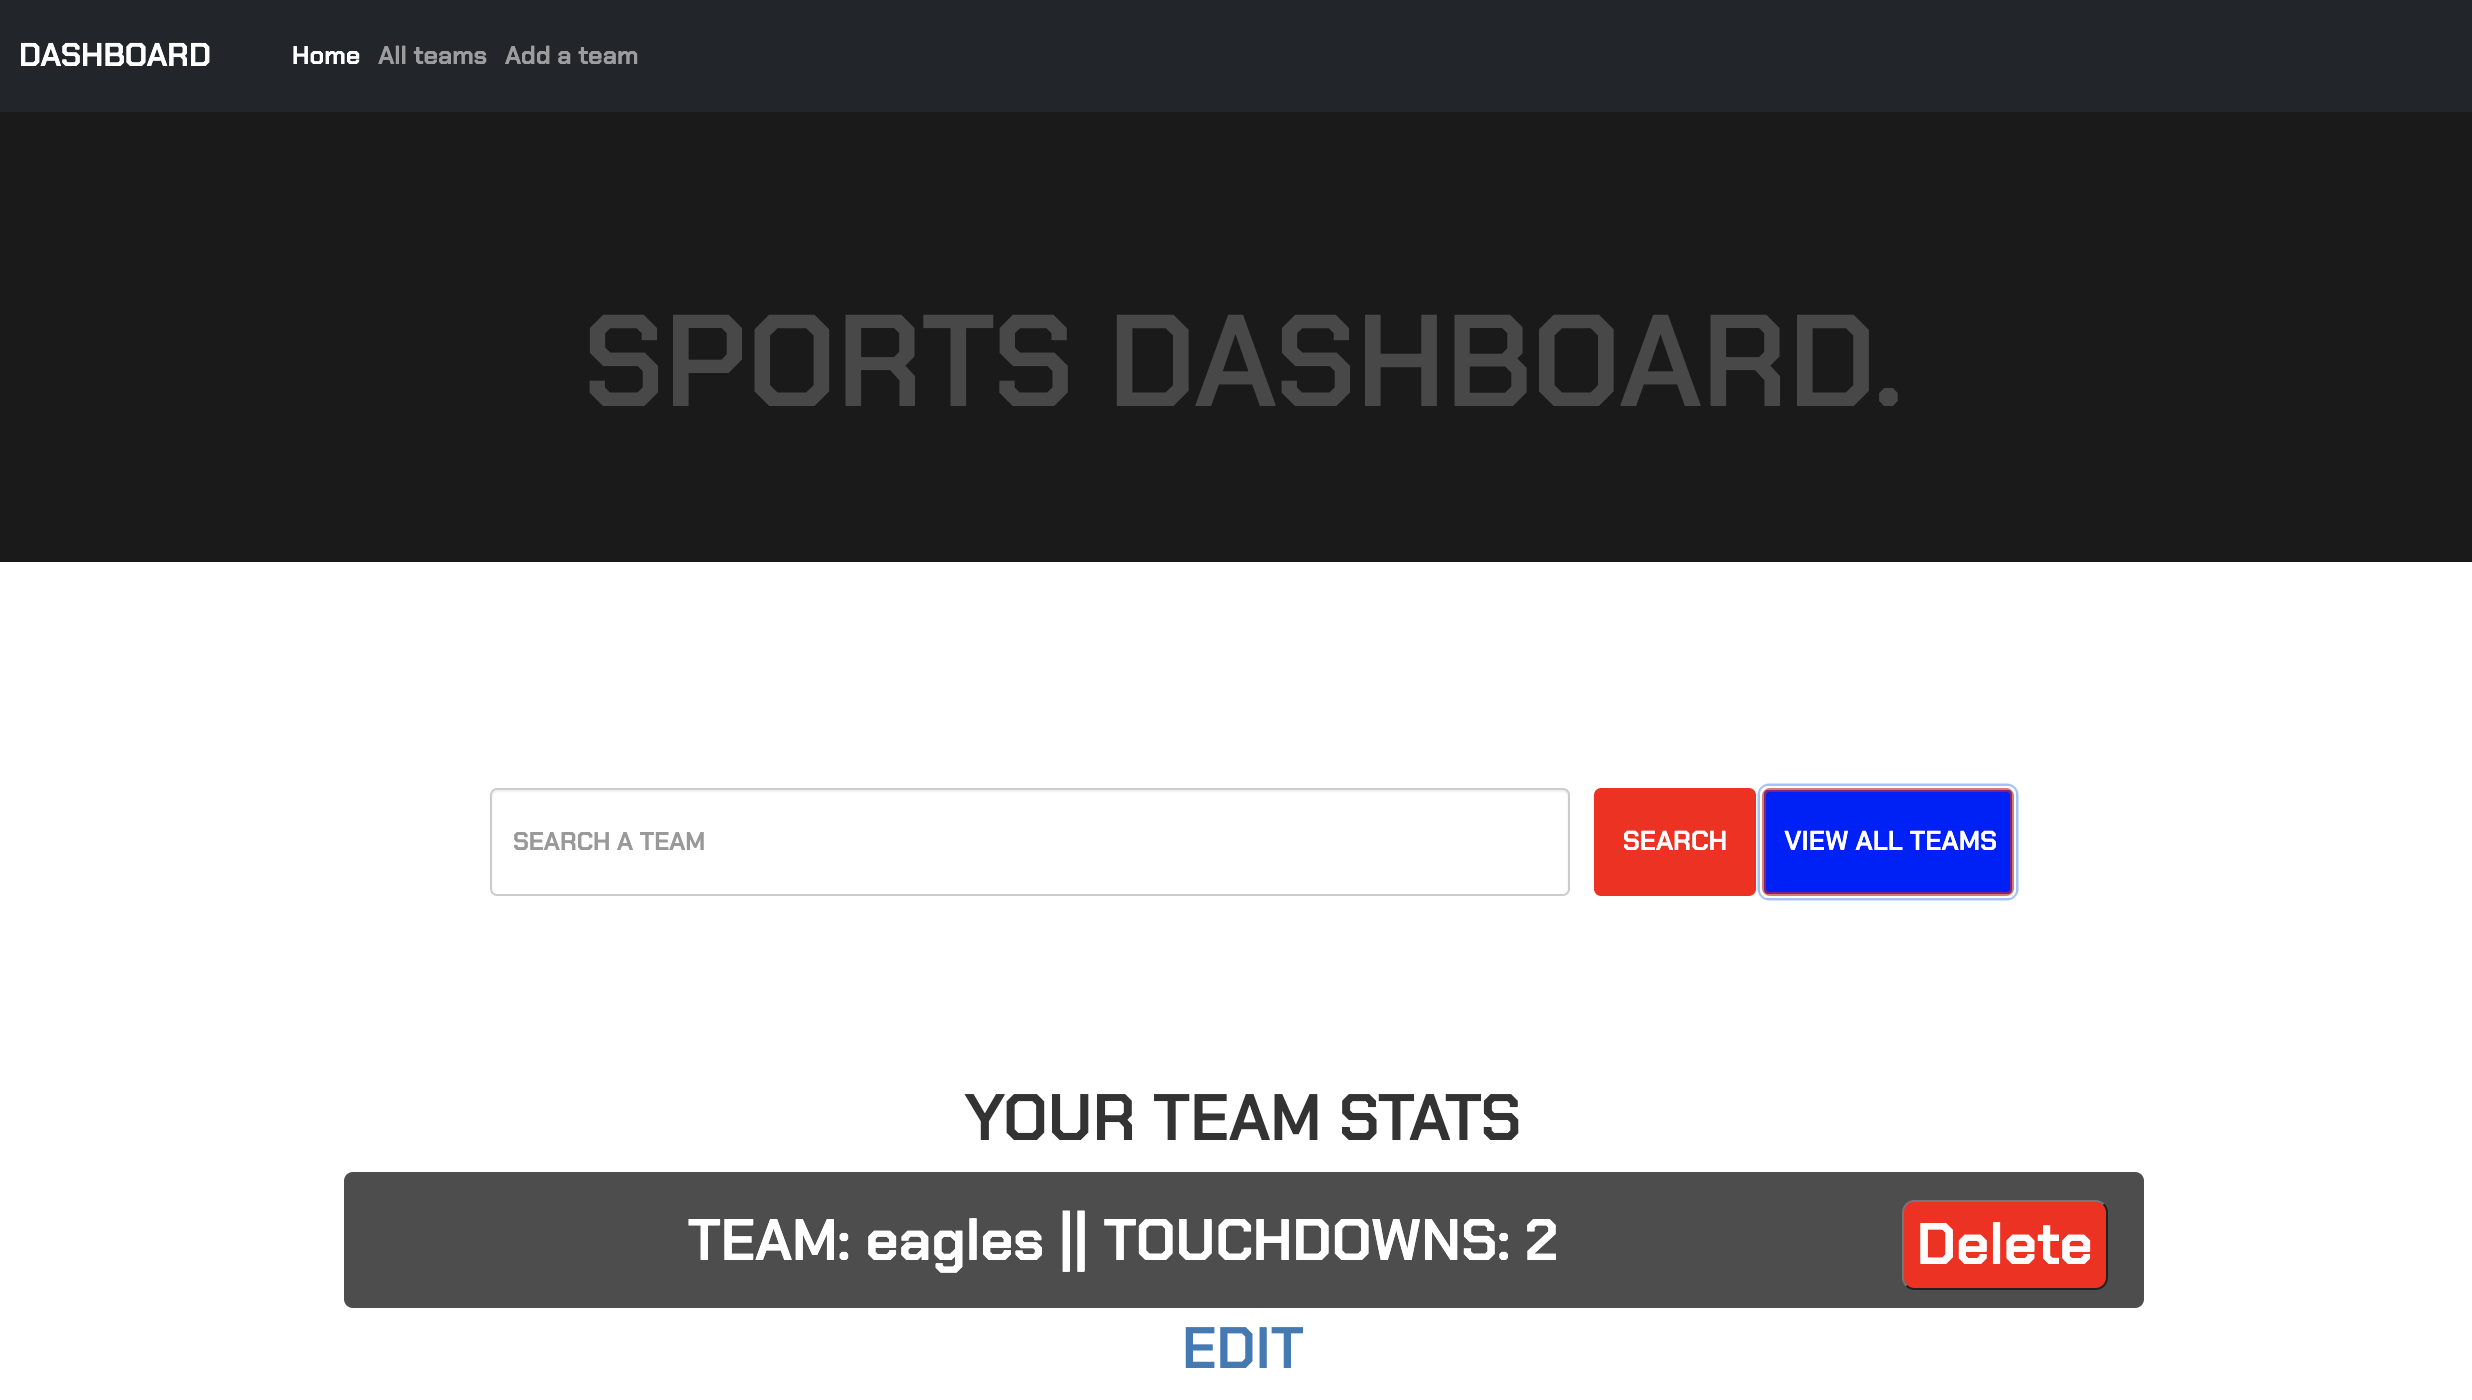 DASHBOARD Home All teams Add a team
SPORTS DASHBOARD.
SEARCH A TEAM SEARCH VIEW ALL TEAMS
YOUR TEAM STATS
TEAM: eagles || TOUCHDOWNS: 2 Delete
EDIT